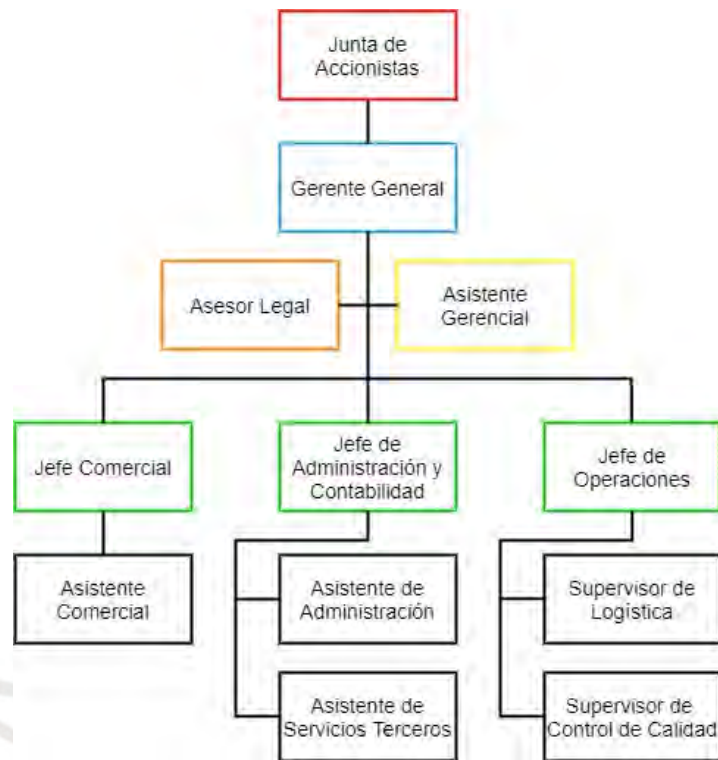 Junta de
Accionistas
Gerente General
Asesor Legal
Asistente
Gerencial
Jefe Comercial
Jefe de
Administración y
Contabilidad
Jefe de
Operaciones
Asistente
Comercial
Asistente de
Administración
Supervisor de
Logística
Asistente de
Servicios Terceros
Supervisor de
Control de Calidad